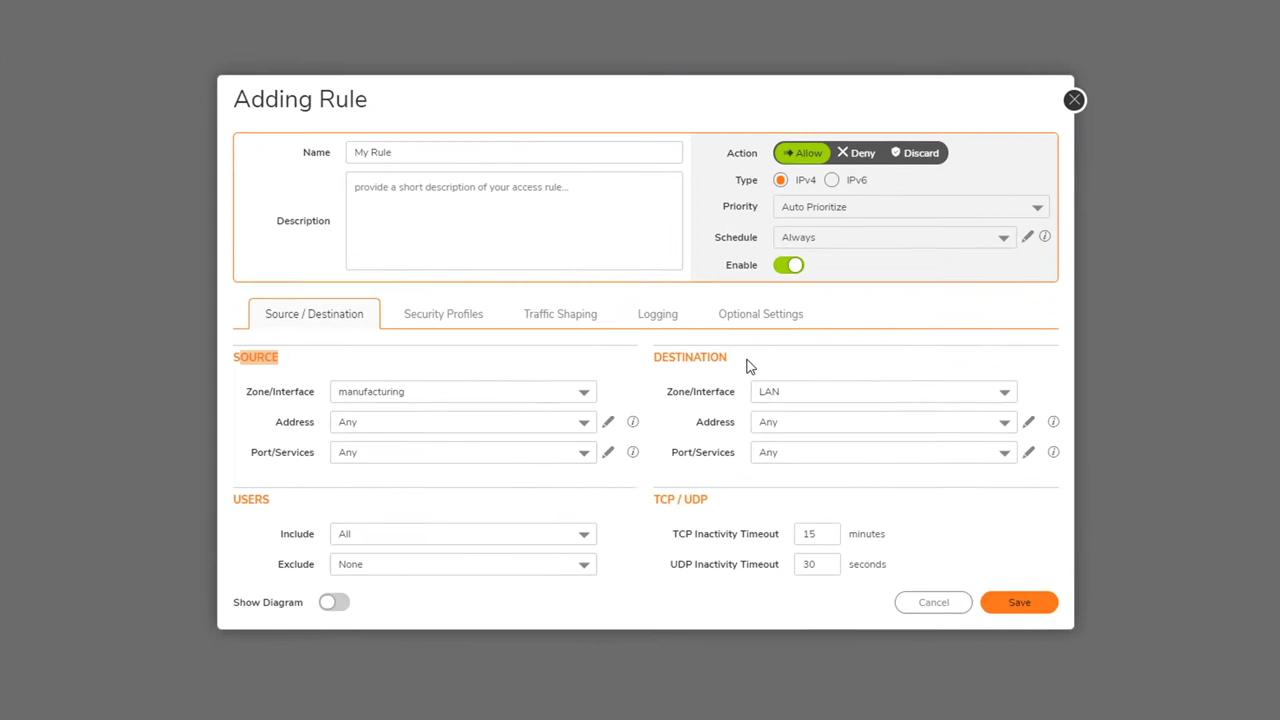 Adding Rule
Name
My Rule
Description
provide a short description of your access rule...
Action
Allow
Deny
Discard
Type
IPv4
IPv6
Priority
Auto Prioritize
Schedule
Always
Enable
Source / Destination
Security Profiles
Traffic Shaping
Logging
Optional Settings
SOURCE
Zone/Interface
manufacturing
Address
Any
Port/Services
Any
DESTINATION
Zone/Interface
LAN
Address
Any
Port/Services
Any
USERS
Include
All
Exclude
None
TCP / UDP
TCP Inactivity Timeout
15
minutes
UDP Inactivity Timeout
30
seconds
Show Diagram
Cancel
Save